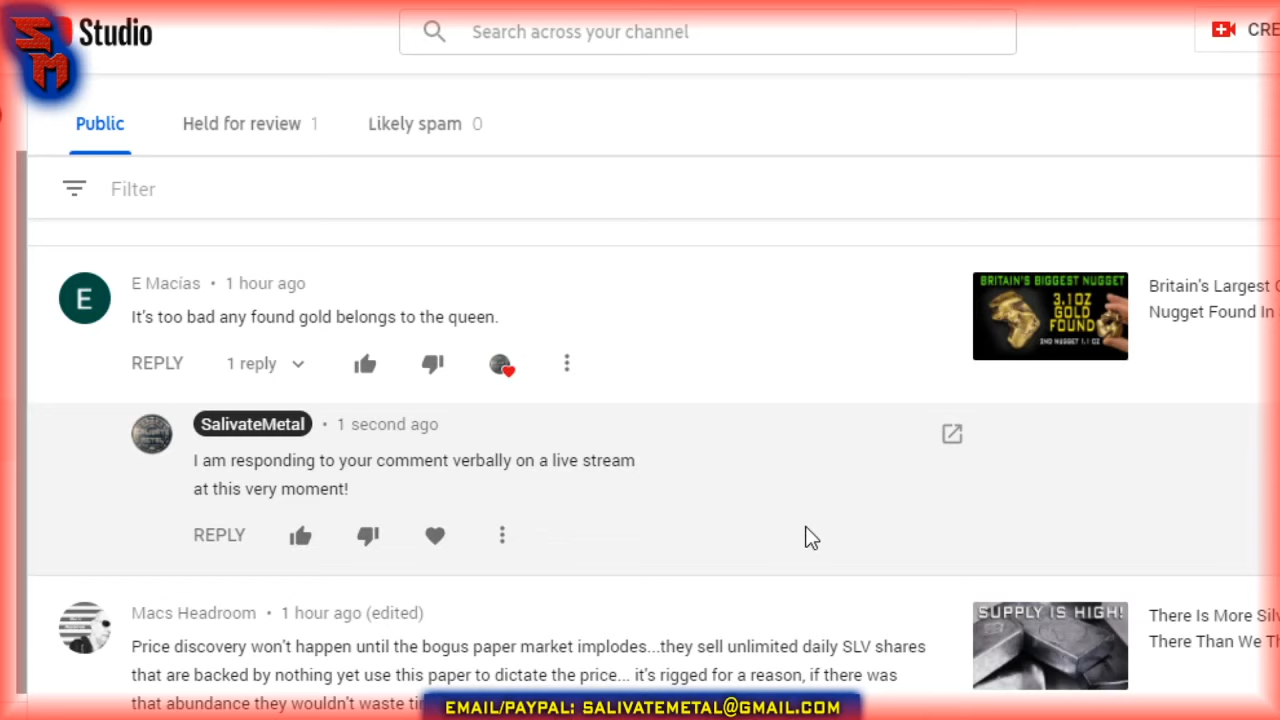 SM
Studio
Search across your channel
CRE
Public
Held for review 1
Likely spam 0
Filter
E
E Macías • 1 hour ago
It's too bad any found gold belongs to the queen.
REPLY
1 reply
BRITAIN'S BIGGEST NUGGET
3.1OZ
GOLD
FOUND
2ND NUGGET 1.1 OZ
Britain's Largest
Nugget Found In
SalivateMetal • 1 second ago
I am responding to your comment verbally on a live stream
at this very moment!
REPLY
Macs Headroom • 1 hour ago (edited)
Price discovery won't happen until the bogus paper market implodes...they sell unlimited daily SLV shares
that are backed by nothing yet use this paper to dictate the price... it's rigged for a reason, if there was
that abundance they wouldn't waste
SUPPLY IS HIGH!
There Is More
There Than We
EMAIL/PAYPAL: SALIVATEMETAL@GMAIL.COM